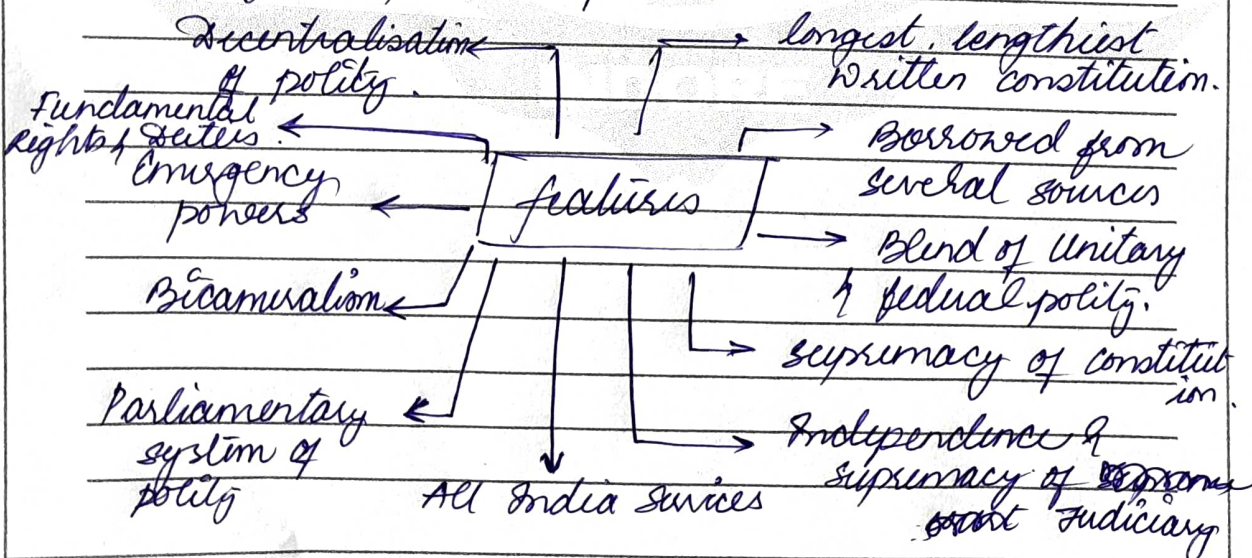 Decentralisation
of polity.
Fundamental
Rights & Duties.
Emergency
powers
Bicameralism
Parliamentary
system of
polity
features
All India Services
longest, lengthiest
written constitution.
Borrowed from
several sources
Blend of Unitary
& federal polity.
supremacy of constitut
ion.
Independence &
supremacy of
Judiciary